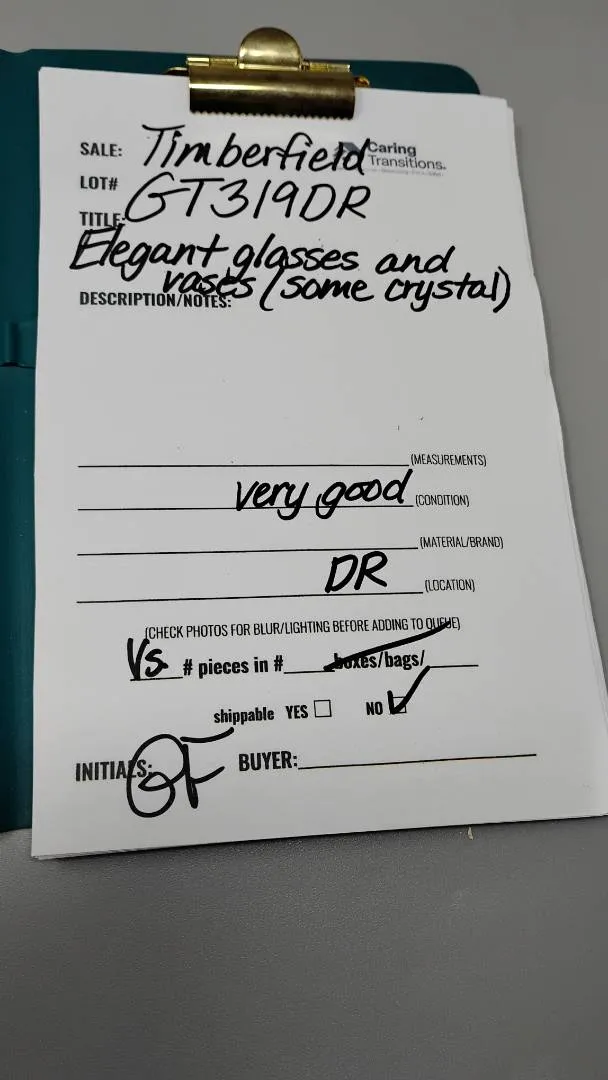 SALE: Timberfield
Caring
Transitions.
LOT# GT319DR
TITLE:
Elegant glasses and
vases (some crystal)
DESCRIPTION/NOTES:
(MEASUREMENTS)
very good (CONDITION)
(MATERIAL/BRAND)
DR (LOCATION)
(CHECK PHOTOS FOR BLUR/LIGHTING BEFORE ADDING TO QUEUE)
Vs. # pieces in # boxes/bags/
shippable YES NO
INITIALS: BUYER: